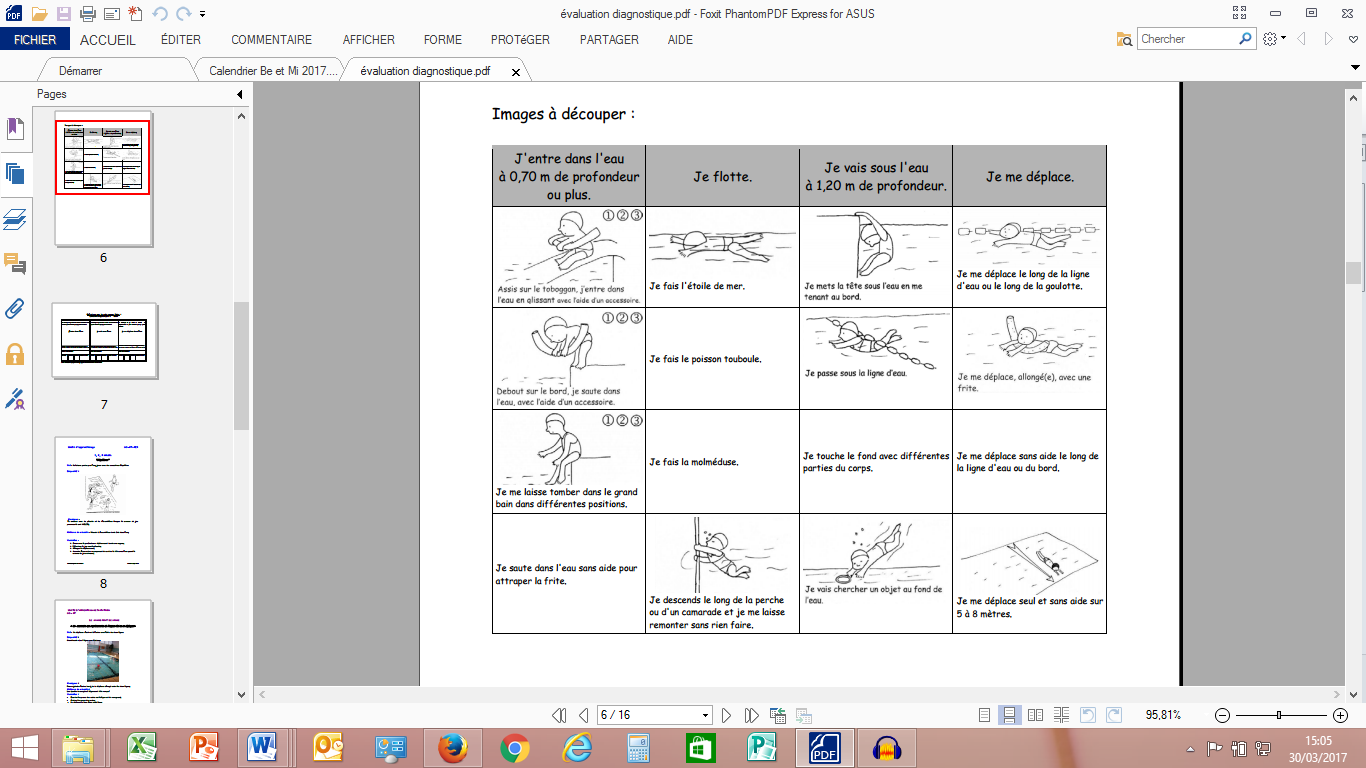 évaluation diagnostique.pdf - Foxit PhantomPDF Express for ASUS
FICHIER ACCUEIL ÉDITER COMMENTAIRE AFFICHER FORME PROTéGER PARTAGER AIDE
Chercher
Démarrer
Calendrier Be et Mi 2017....
évaluation diagnostique.pdf
Pages
6
7
8
Images à découper :
J'entre dans l'eau
à 0,70 m de profondeur
ou plus.
Je flotte.
Je vais sous l'eau
à 1,20 m de profondeur.
Je me déplace.
①②③
Assis sur le toboggan, j'entre dans
l'eau en glissant avec l'aide d'un accessoire.
Je fais l'étoile de mer.
Je mets la tête sous l'eau en me
tenant au bord.
Je me déplace le long de la ligne
d'eau ou le long de la goulotte.
①②③
Debout sur le bord, je saute dans
l'eau, avec l'aide d'un accessoire.
Je fais le poisson touboule.
Je passe sous la ligne d'eau.
Je me déplace, allongé(e), avec une
frite.
①②③
Je me laisse tomber dans le grand
bain dans différentes positions.
Je fais la molméduse.
Je touche le fond avec différentes
parties du corps.
Je me déplace sans aide le long de
la ligne d'eau ou du bord.
Je saute dans l'eau sans aide pour
attraper la frite.
Je descends le long de la perche
ou d'un camarade et je me laisse
remonter sans rien faire.
Je vais chercher un objet au fond de
l'eau.
Je me déplace seul et sans aide sur
5 à 8 mètres.
6 / 16
95,81%
15:05
30/03/2017